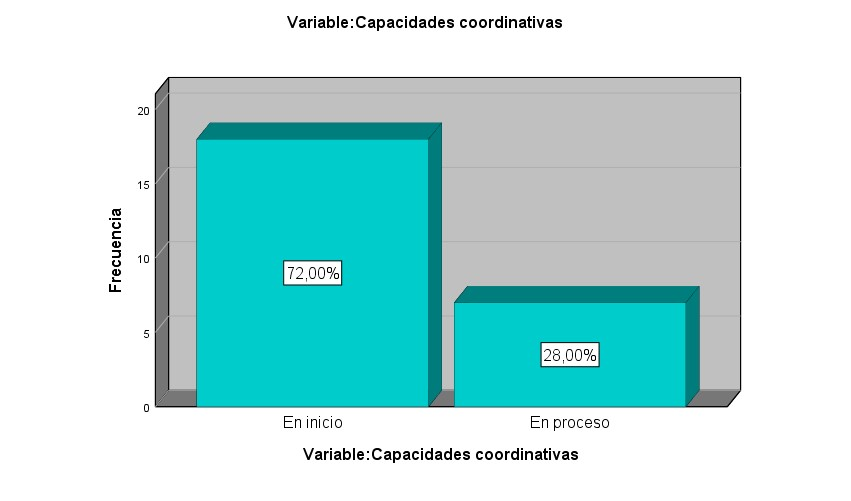 Variable:Capacidades coordinativas
20
15
10
5
0
Frecuencia
72,00%
28,00%
En inicio
En proceso
Variable:Capacidades coordinativas